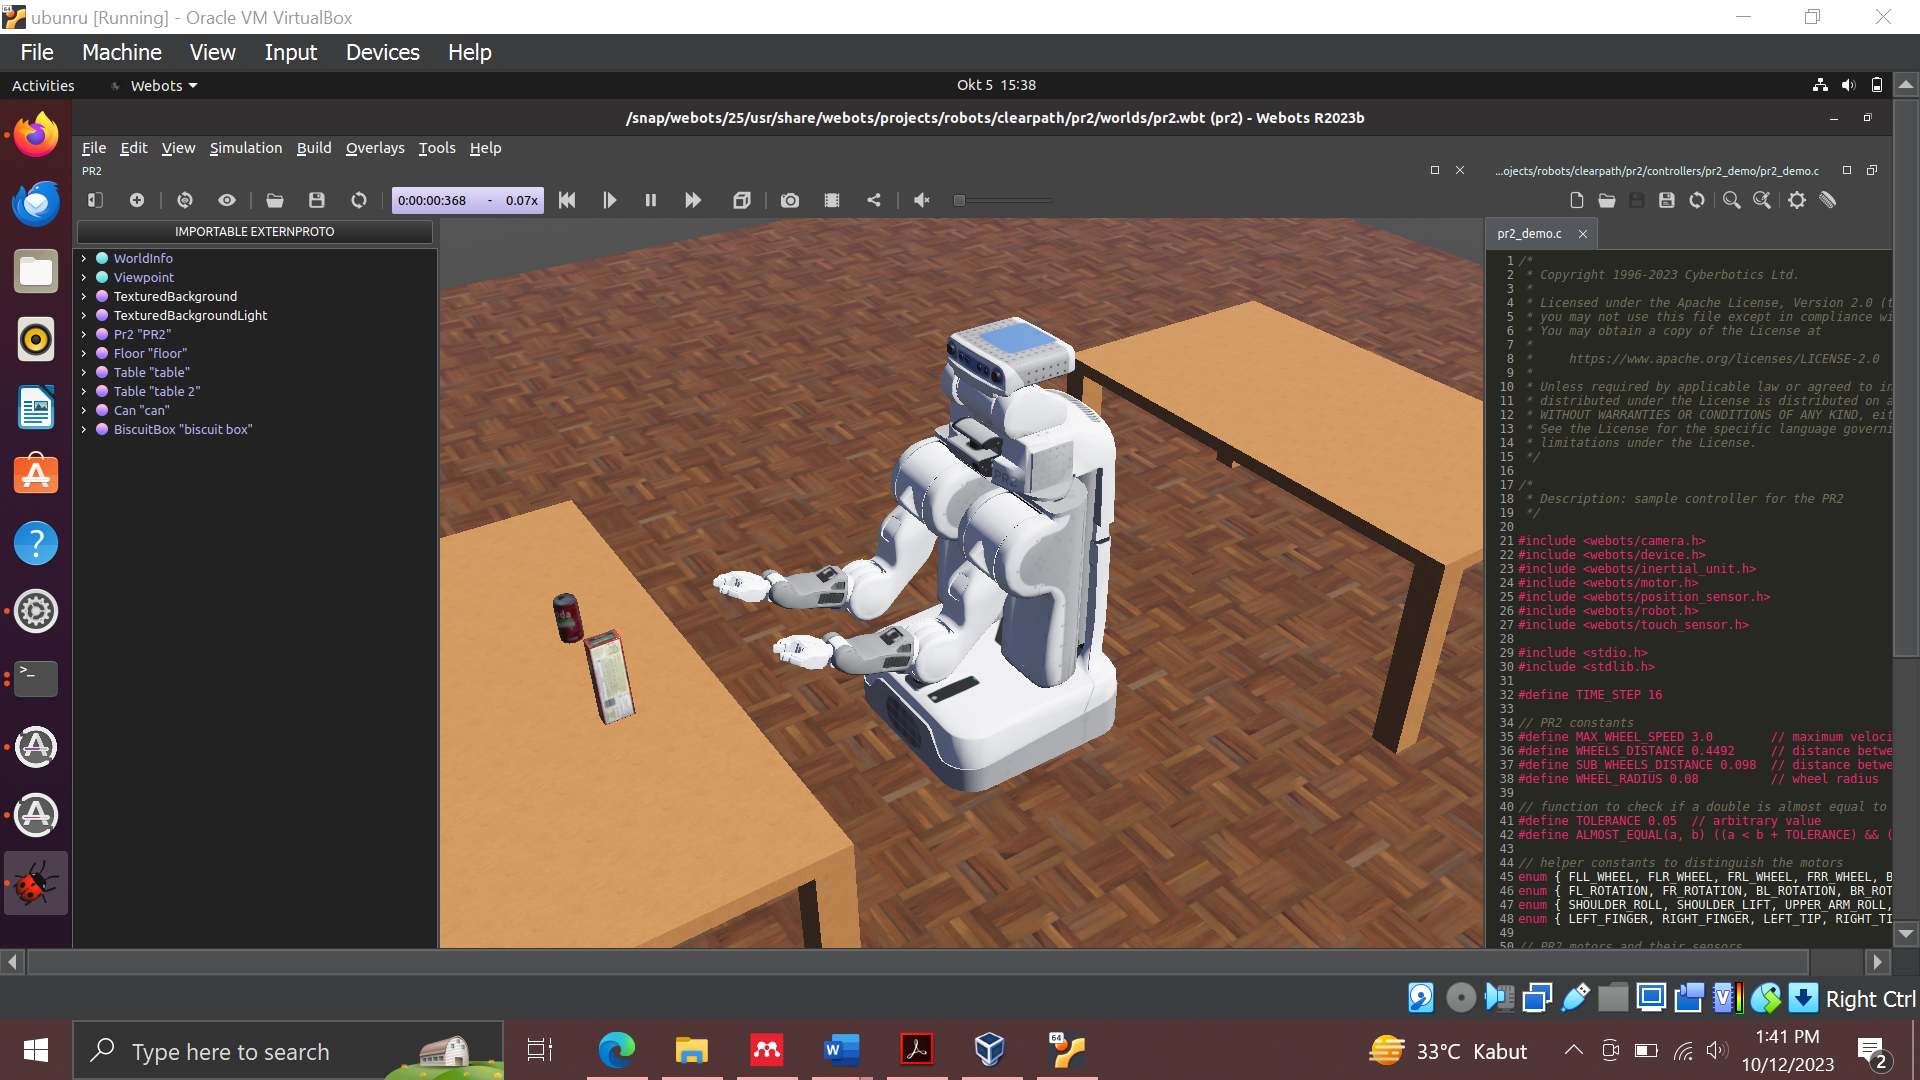 ubunru [Running] - Oracle VM VirtualBox
File Machine View Input Devices Help
Activities Webots Okt 5 15:38
/snap/webots/25/usr/share/webots/projects/robots/clearpath/pr2/worlds/pr2.wbt (pr2) - Webots R2023b
File Edit View Simulation Build Overlays Tools Help
PR2
...ojects/robots/clearpath/pr2/controllers/pr2_demo/pr2_demo.c
0:00:00:368 - 0.07x
IMPORTABLE EXTERNPROTO
WorldInfo
Viewpoint
TexturedBackground
TexturedBackgroundLight
Pr2 "PR2"
Floor "floor"
Table "table"
Table "table 2"
Can "can"
BiscuitBox "biscuit box"
PR2
pr2_demo.c
1 /*
2 * Copyright 1996-2023 Cyberbotics Ltd.
3 *
4 * Licensed under the Apache License, Version 2.0 (t
5 * you may not use this file except in compliance wi
6 * You may obtain a copy of the License at
7 *
8 * https://www.apache.org/licenses/LICENSE-2.0
9 *
10 * Unless required by applicable law or agreed to in
11 * distributed under the License is distributed on a
12 * WITHOUT WARRANTIES OR CONDITIONS OF ANY KIND, eit
13 * See the License for the specific language governi
14 * limitations under the License.
15 */
16
17 /*
18 * Description: sample controller for the PR2
19 */
20
21 #include <webots/camera.h>
22 #include <webots/device.h>
23 #include <webots/inertial_unit.h>
24 #include <webots/motor.h>
25 #include <webots/position_sensor.h>
26 #include <webots/robot.h>
27 #include <webots/touch_sensor.h>
28
29 #include <stdio.h>
30 #include <stdlib.h>
31
32 #define TIME_STEP 16
33
34 // PR2 constants
35 #define MAX_WHEEL_SPEED 3.0 // maximum veloci
36 #define WHEELS_DISTANCE 0.4492 // distance betwe
37 #define SUB_WHEELS_DISTANCE 0.098 // distance betwe
38 #define WHEEL_RADIUS 0.08 // wheel radius
39
40 // function to check if a double is almost equal to
41 #define TOLERANCE 0.05 // arbitrary value
42 #define ALMOST_EQUAL(a, b) ((a < b + TOLERANCE) && (
43
44 // helper constants to distinguish the motors
45 enum { FLL_WHEEL, FLR_WHEEL, FRL_WHEEL, FRR_WHEEL, B
46 enum { FL_ROTATION, FR_ROTATION, BL_ROTATION, BR_ROT
47 enum { SHOULDER_ROLL, SHOULDER_LIFT, UPPER_ARM_ROLL,
48 enum { LEFT_FINGER, RIGHT_FINGER, LEFT_TIP, RIGHT_TI
49
50 // PR2 motors and their sensors
Right Ctrl
Type here to search
33°C Kabut
1:41 PM
10/12/2023
2